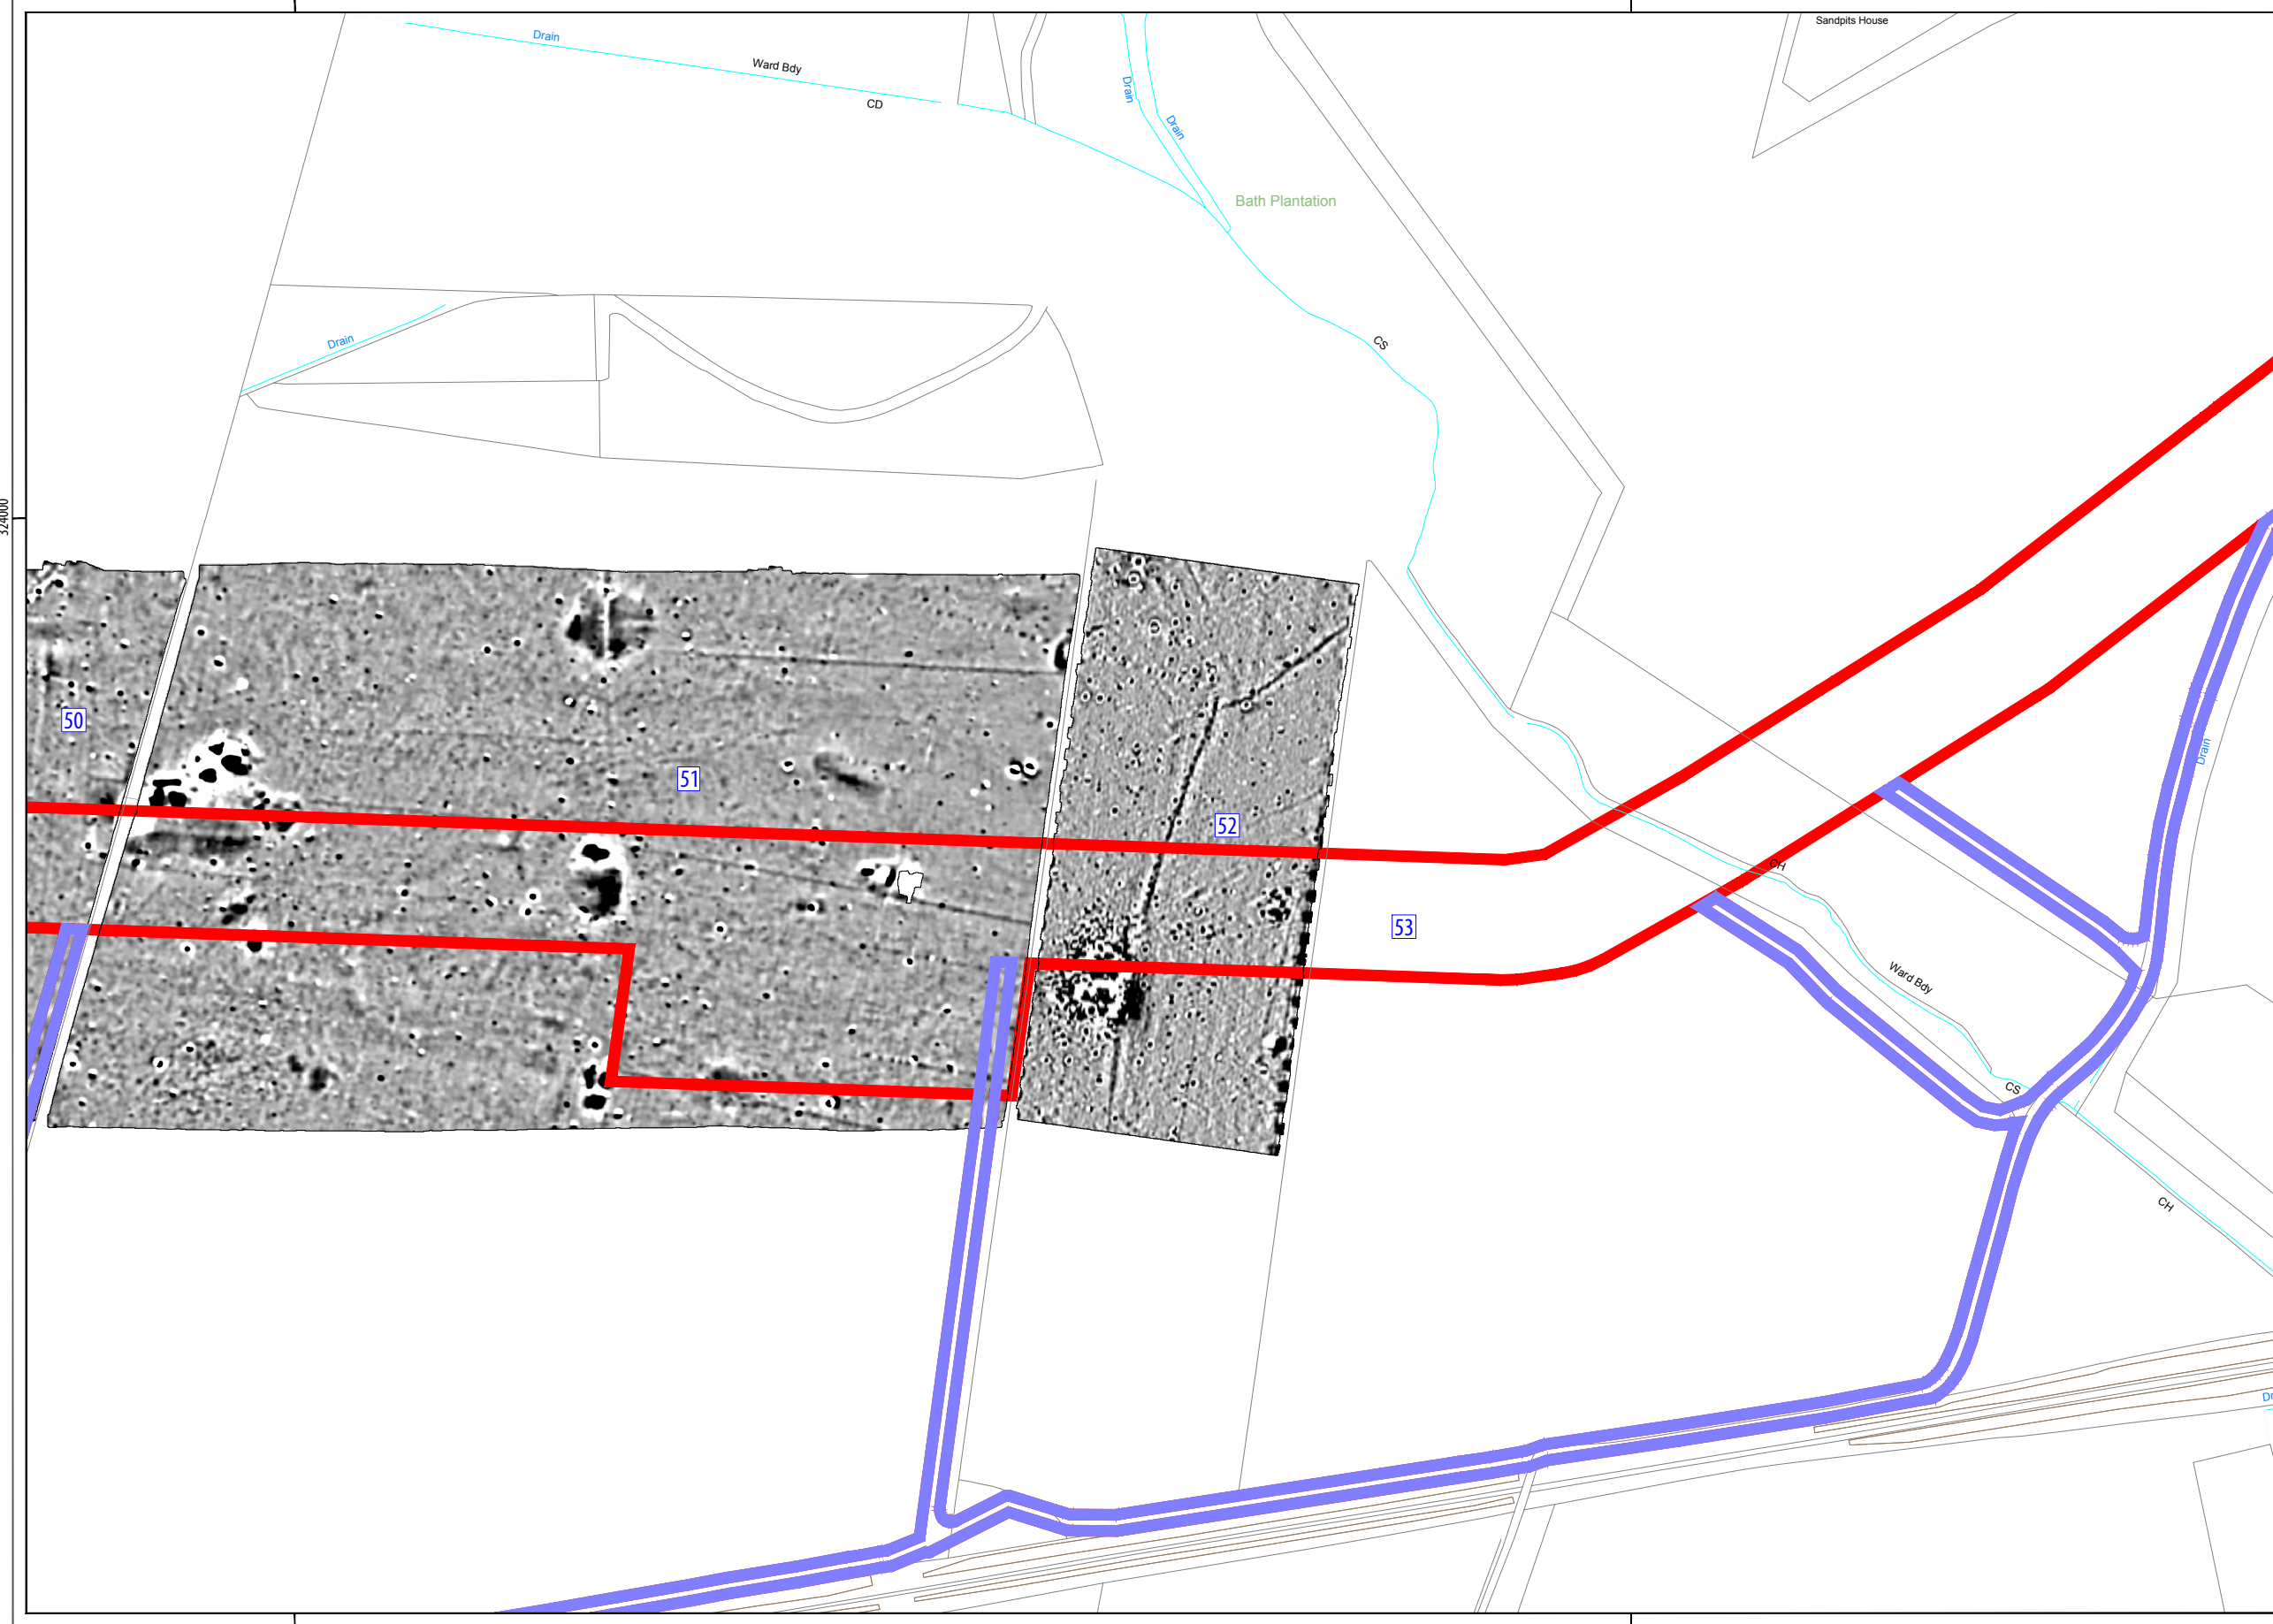 Sandpits House
Drain
Ward Bdy
CD
Drain
Drain
Bath Plantation
Drain
CS
324000
50
51
52
53
Drain
CH
Ward Bdy
CS
CH